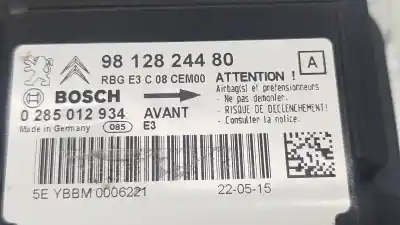 98 128 244 80
RBG E3 C 08 CEM00
ATTENTION !
A
BOSCH
Airbag(s) et prétensionneurs
- Ne pas démonter.
0 285 012 934
AVANT
- RISQUE DE DECLENCHEMENT!
- Consulter la notice.
Made in Germany
085
E3
5E YBBM 0006221
22-05-15